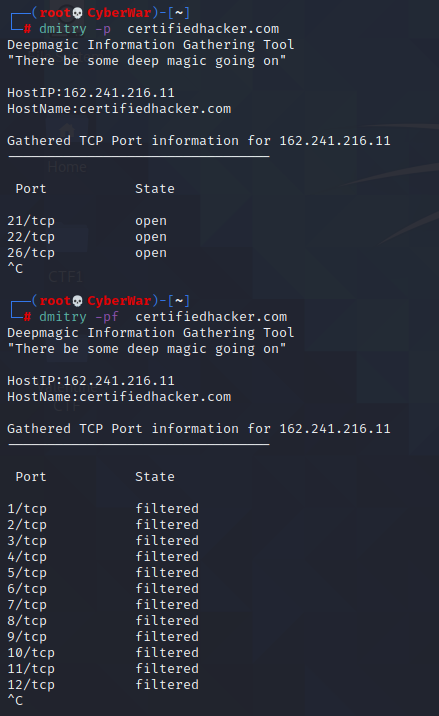 ┌──(root💀CyberWar)-[~]
└─# dmitry -p  certifiedhacker.com
Deepmagic Information Gathering Tool
"There be some deep magic going on"

HostIP:162.241.216.11
HostName:certifiedhacker.com

Gathered TCP Port information for 162.241.216.11
---------------------------------

 Port           State

21/tcp          open
22/tcp          open
26/tcp          open
^C
Home
CTF1
┌──(root💀CyberWar)-[~]
└─# dmitry -pf  certifiedhacker.com
Deepmagic Information Gathering Tool
"There be some deep magic going on"

HostIP:162.241.216.11
HostName:certifiedhacker.com
CTF

Gathered TCP Port information for 162.241.216.11
---------------------------------

 Port           State

1/tcp           filtered
2/tcp           filtered
3/tcp           filtered
4/tcp           filtered
5/tcp           filtered
6/tcp           filtered
7/tcp           filtered
8/tcp           filtered
9/tcp           filtered
10/tcp          filtered
11/tcp          filtered
12/tcp          filtered
^C